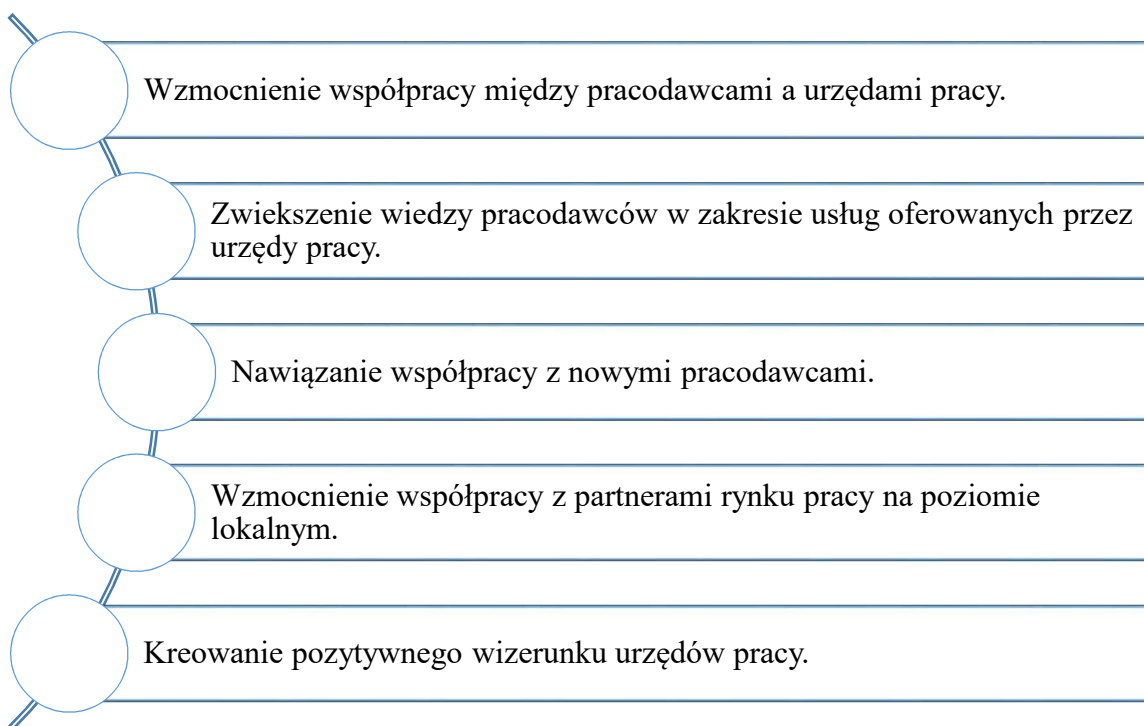 Wzmocnienie współpracy między pracodawcami a urzędami pracy.
Zwiekszenie wiedzy pracodawców w zakresie usług oferowanych przez
urzędy pracy.
Nawiązanie współpracy z nowymi pracodawcami.
Wzmocnienie współpracy z partnerami rynku pracy na poziomie
lokalnym.
Kreowanie pozytywnego wizerunku urzędów pracy.